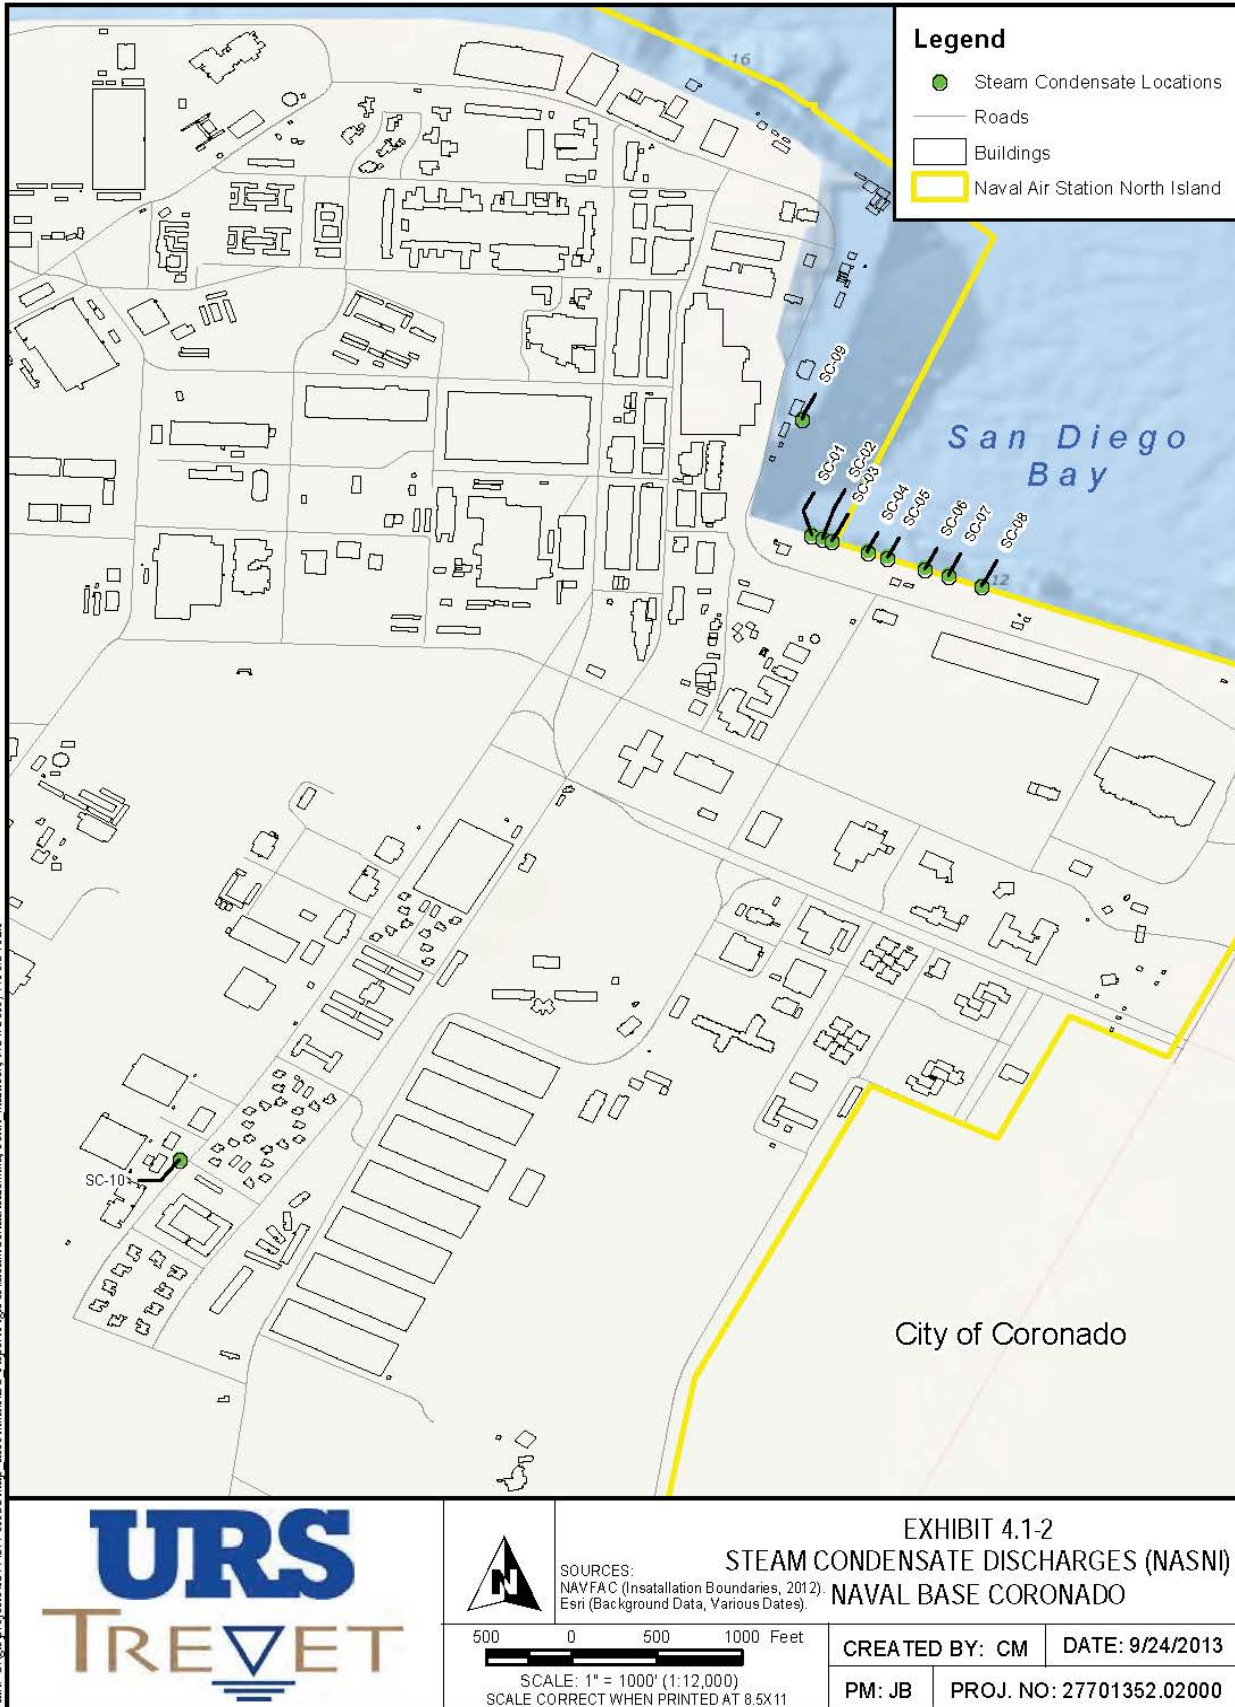 Legend
Steam Condensate Locations
Roads
Buildings
Naval Air Station North Island
16
SC-09
San Diego
Bay
SC-01
SC-02
SC-03
SC-04
SC-05
SC-06
SC-07
SC-08
12
SC-10
City of Coronado
URS
TREVET
N
SOURCES:
NAVFAC (Insatallation Boundaries, 2012).
Esri (Background Data, Various Dates).
EXHIBIT 4.1-2
STEAM CONDENSATE DISCHARGES (NASNI)
NAVAL BASE CORONADO
500 0 500 1000 Feet
SCALE: 1" = 1000' (1:12,000)
SCALE CORRECT WHEN PRINTED AT 8.5X11
CREATED BY: CM
DATE: 9/24/2013
PM: JB
PROJ. NO: 27701352.02000